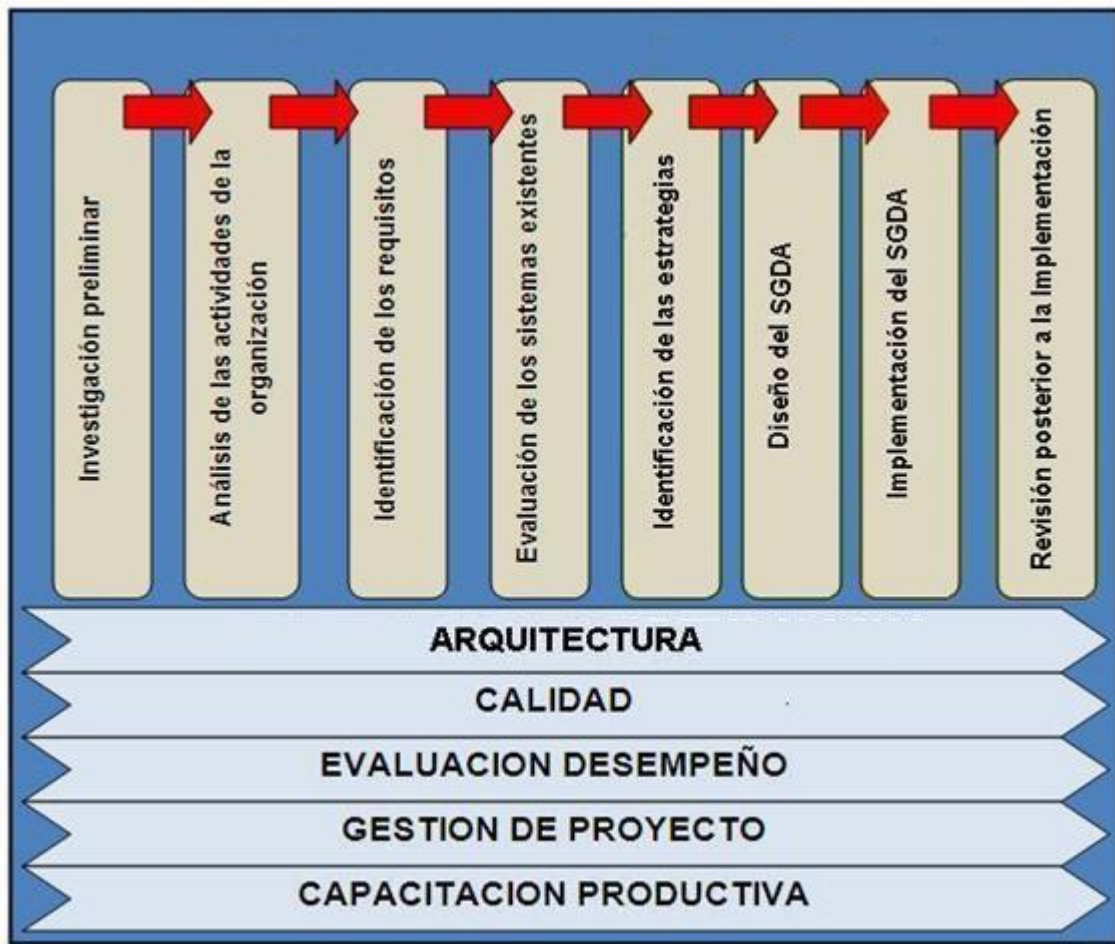 Investigación preliminar
Análisis de las actividades de la
organización
Identificación de los requisitos
Evaluación de los sistemas existentes
Identificación de las estrategias
Diseño del SGDA
Implementación del SGDA
Revisión posterior a la Implementación
ARQUITECTURA
CALIDAD
EVALUACION DESEMPEÑO
GESTION DE PROYECTO
CAPACITACION PRODUCTIVA